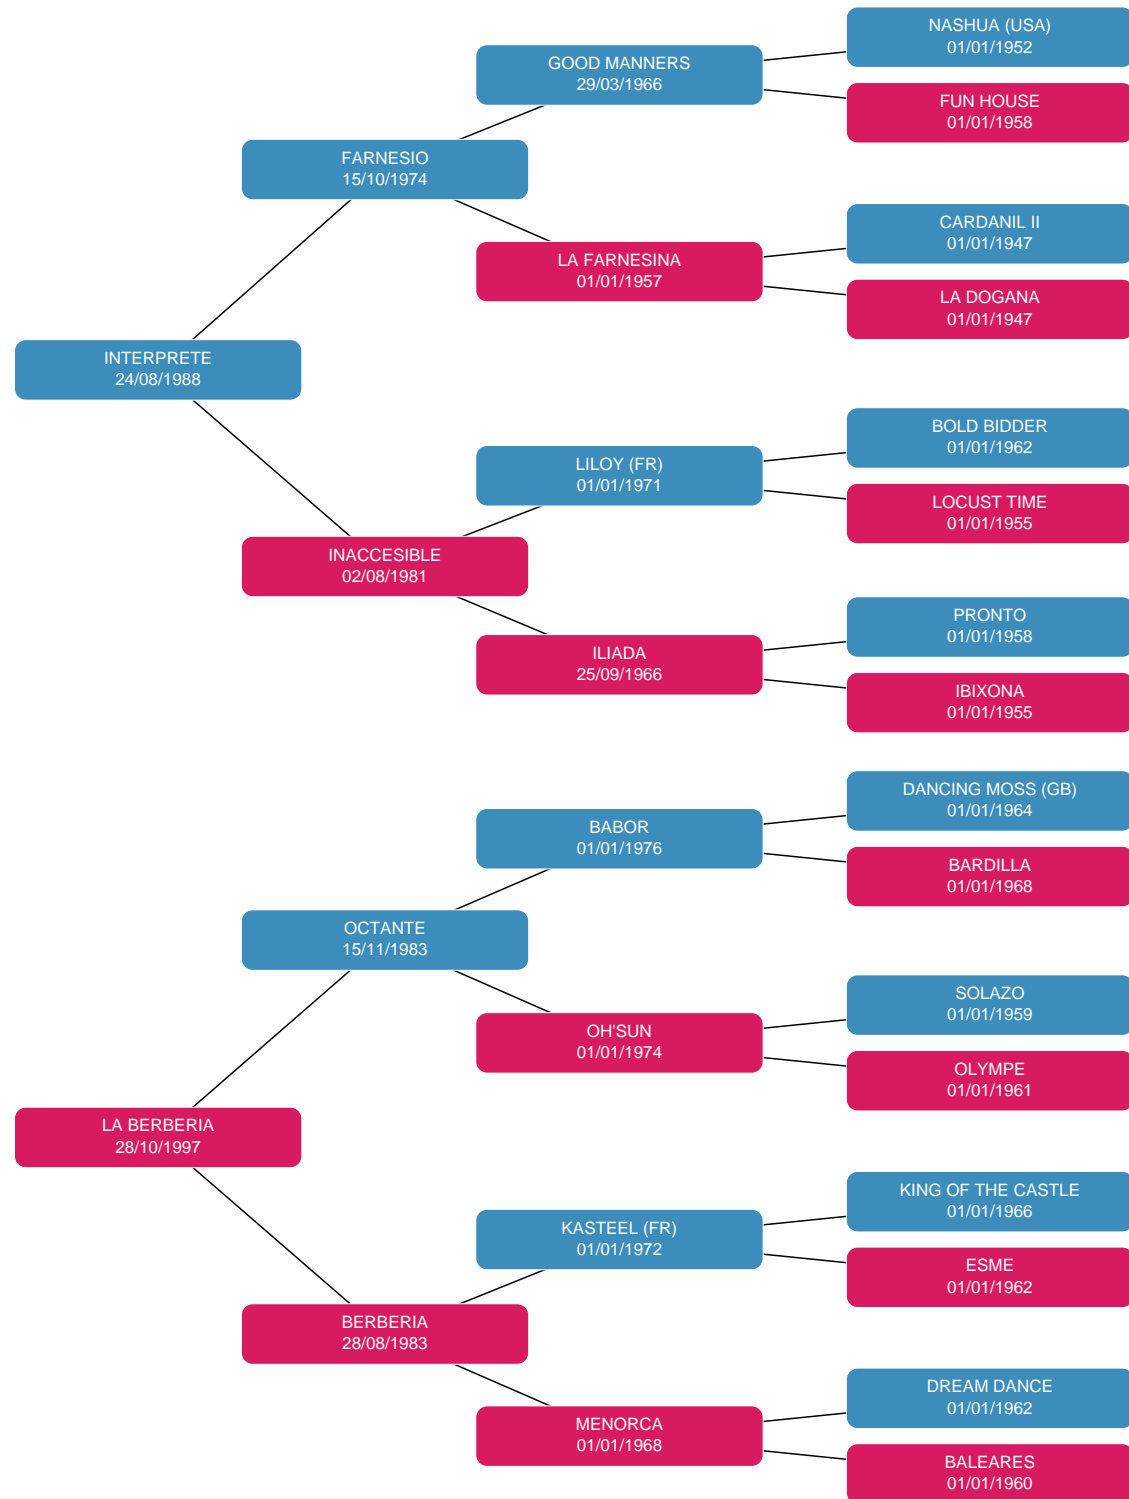 NASHUA (USA)
01/01/1952
GOOD MANNERS
29/03/1966
FUN HOUSE
01/01/1958
FARNESIO
15/10/1974
CARDANIL II
01/01/1947
LA FARNESINA
01/01/1957
LA DOGANA
01/01/1947
INTERPRETE
24/08/1988
BOLD BIDDER
01/01/1962
LILOY (FR)
01/01/1971
LOCUST TIME
01/01/1955
INACCESIBLE
02/08/1981
PRONTO
01/01/1958
ILIADA
25/09/1966
IBIXONA
01/01/1955
DANCING MOSS (GB)
01/01/1964
BABOR
01/01/1976
BARDILLA
01/01/1968
OCTANTE
15/11/1983
SOLAZO
01/01/1959
OH'SUN
01/01/1974
OLYMPE
01/01/1961
LA BERBERIA
28/10/1997
KING OF THE CASTLE
01/01/1966
KASTEEL (FR)
01/01/1972
ESME
01/01/1962
BERBERIA
28/08/1983
DREAM DANCE
01/01/1962
MENORCA
01/01/1968
BALEARES
01/01/1960